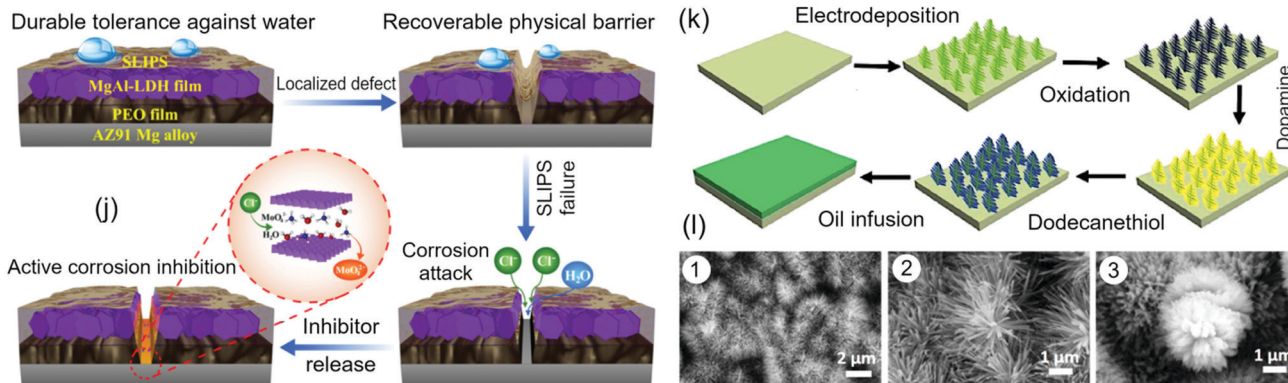 Durable tolerance against water
SLIPS
MgAl-LDH film
PEO film
AZ91 Mg alloy
Localized defect
Recoverable physical barrier
SLIPS
failure
Corrosion
attack
Cl⁻
Cl⁻
H₂O
Inhibitor
release
Active corrosion inhibition
(j)
Cl⁻
MoO₄²⁻
H₂O
MoO₄²⁻
(k)
Electrodeposition
Oxidation
Dopamine
Dodecanethiol
Oil infusion
(l)
1
2 μm
2
1 μm
3
1 μm